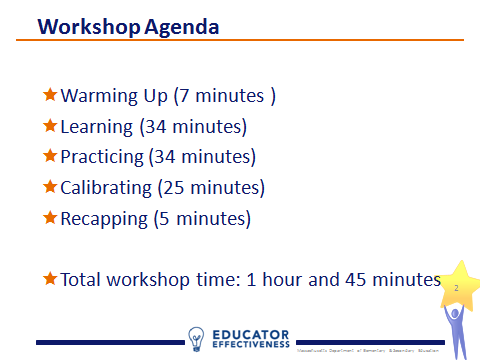 Workshop Agenda
Warming Up (7 minutes )
Learning (34 minutes)
Practicing (34 minutes)
Calibrating (25 minutes)
Recapping (5 minutes)
Total workshop time: 1 hour and 45 minutes
2
EDUCATOR
EFFECTIVENESS
Massachusetts Department of Elementary & Secondary Education